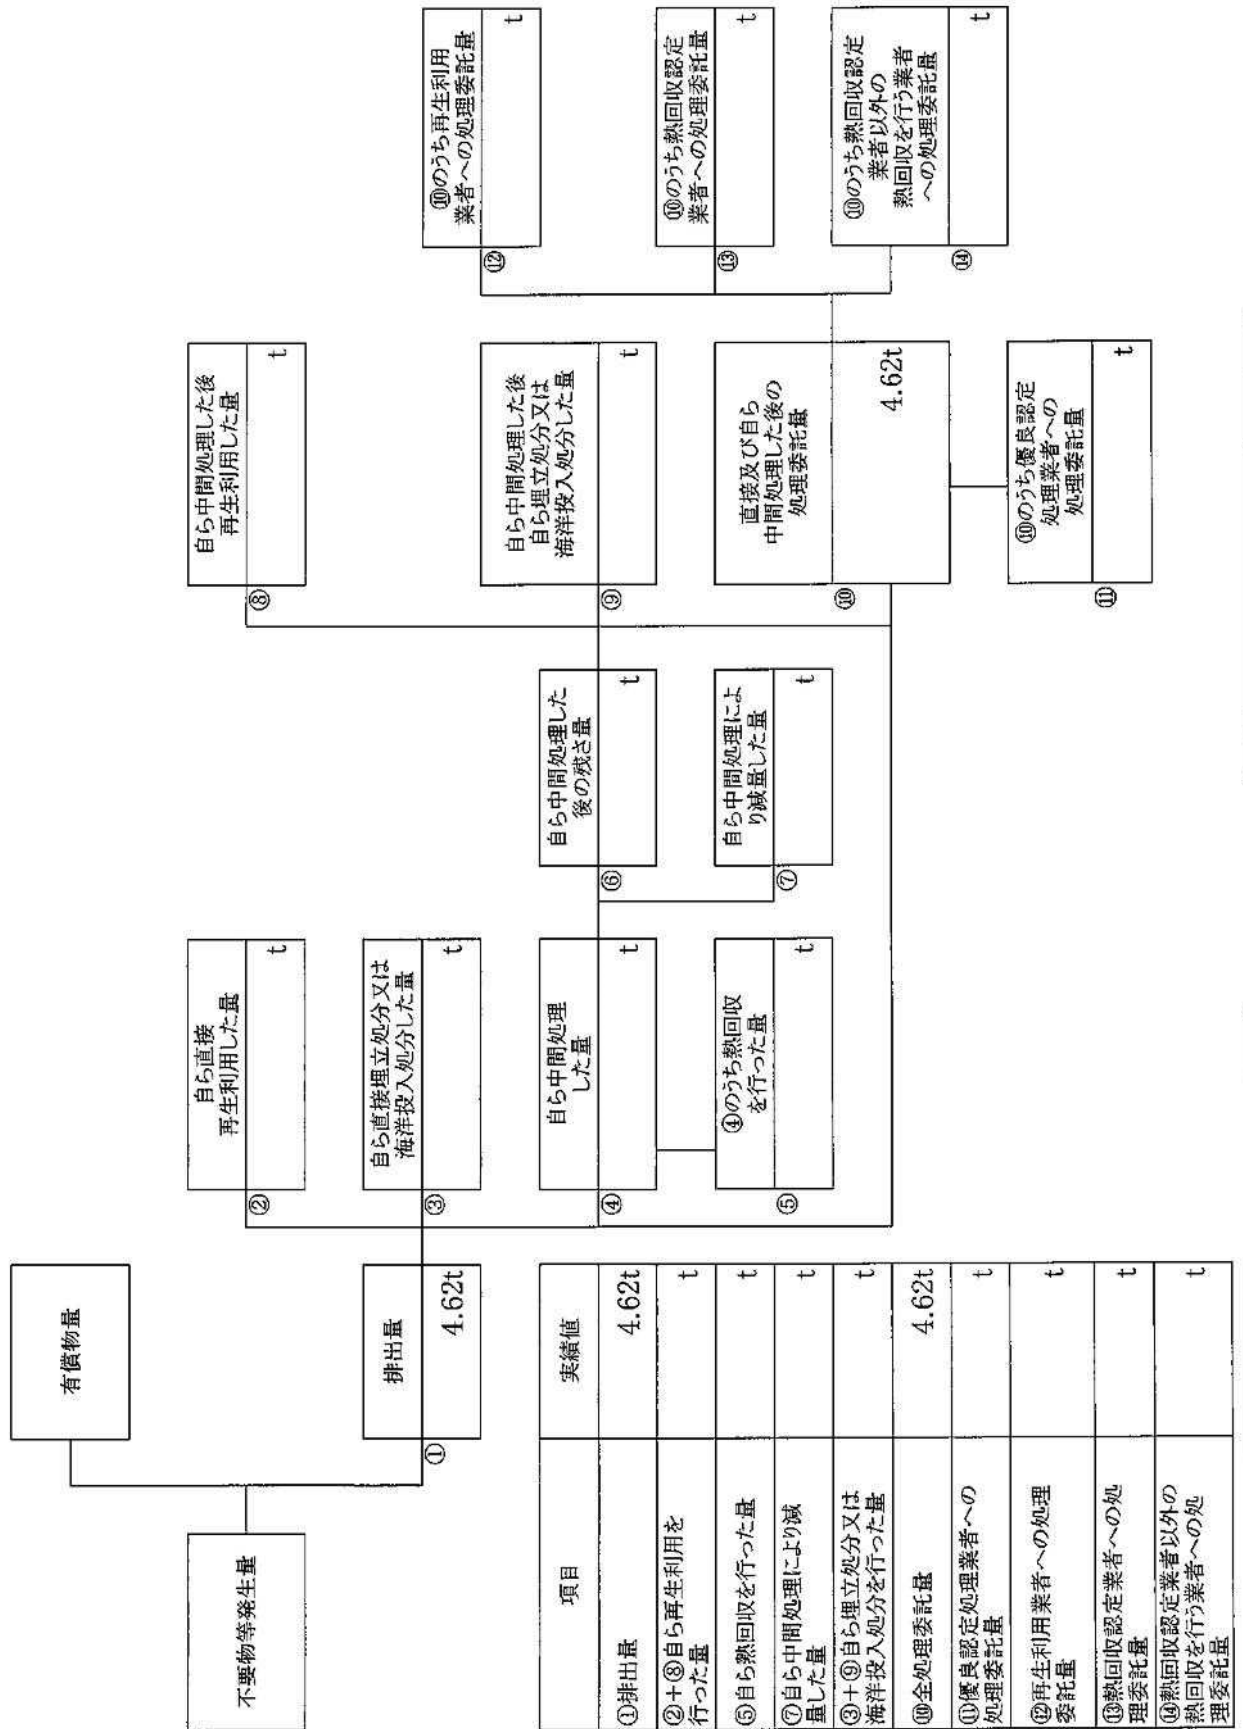 有償物量
不要物等発生量
排出量
①
4.62t
自ら直接
再生利用した量
②
t
自ら直接埋立処分又は
海洋投入処分した量
③
t
自ら中間処理
した量
④
t
④のうち熱回収
を行った量
⑤
t
自ら中間処理した
後の残さ量
⑥
t
自ら中間処理によ
り減量した量
⑦
t
自ら中間処理した後
再生利用した量
⑧
t
自ら中間処理した後
自ら埋立処分又は
海洋投入処分した量
⑨
t
直接及び自ら
中間処理した後の
処理委託量
⑩
4.62t
⑩のうち優良認定
処理業者への
処理委託量
⑪
t
⑩のうち再生利用
業者への処理委託量
⑫
t
⑩のうち熱回収認定
業者への処理委託量
⑬
t
⑩のうち熱回収認定
業者以外の
熱回収を行う業者
への処理委託量
⑭
t
項目
実績値
①排出量
4.62t
②+⑧自ら再生利用を
行った量
t
⑤自ら熱回収を行った量
t
⑦自ら中間処理により減
量した量
t
③+⑨自ら埋立処分又は
海洋投入処分を行った量
t
⑩全処理委託量
4.62t
⑪優良認定処理業者への
処理委託量
t
⑫再生利用業者への処理
委託量
t
⑬熱回収認定業者への処
理委託量
t
⑭熱回収認定業者以外の
熱回収を行う業者への処
理委託量
t